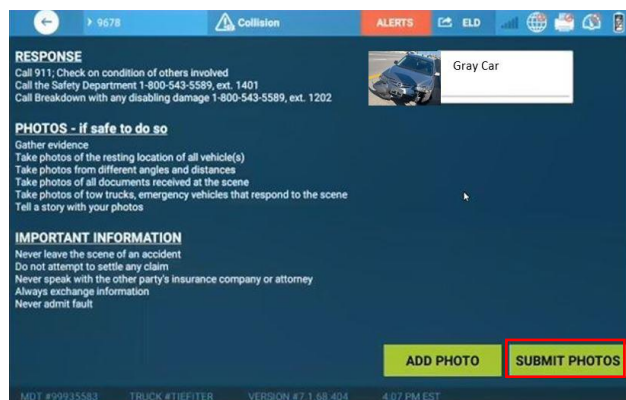 > 9678
Collision
ALERTS
ELD
RESPONSE
Call 911; Check on condition of others involved
Call the Safety Department 1-800-543-5589, ext. 1401
Call Breakdown with any disabling damage 1-800-543-5589, ext. 1202
Gray Car
PHOTOS - if safe to do so
Gather evidence
Take photos of the resting location of all vehicle(s)
Take photos from different angles and distances
Take photos of all documents received at the scene
Take photos of tow trucks, emergency vehicles that respond to the scene
Tell a story with your photos
IMPORTANT INFORMATION
Never leave the scene of an accident
Do not attempt to settle any claim
Never speak with the other party's insurance company or attorney
Always exchange information
Never admit fault
ADD PHOTO
SUBMIT PHOTOS
MDT #99935583 TRUCK #TIEFITER VERSION #7.1.68.404 4:07 PM EST